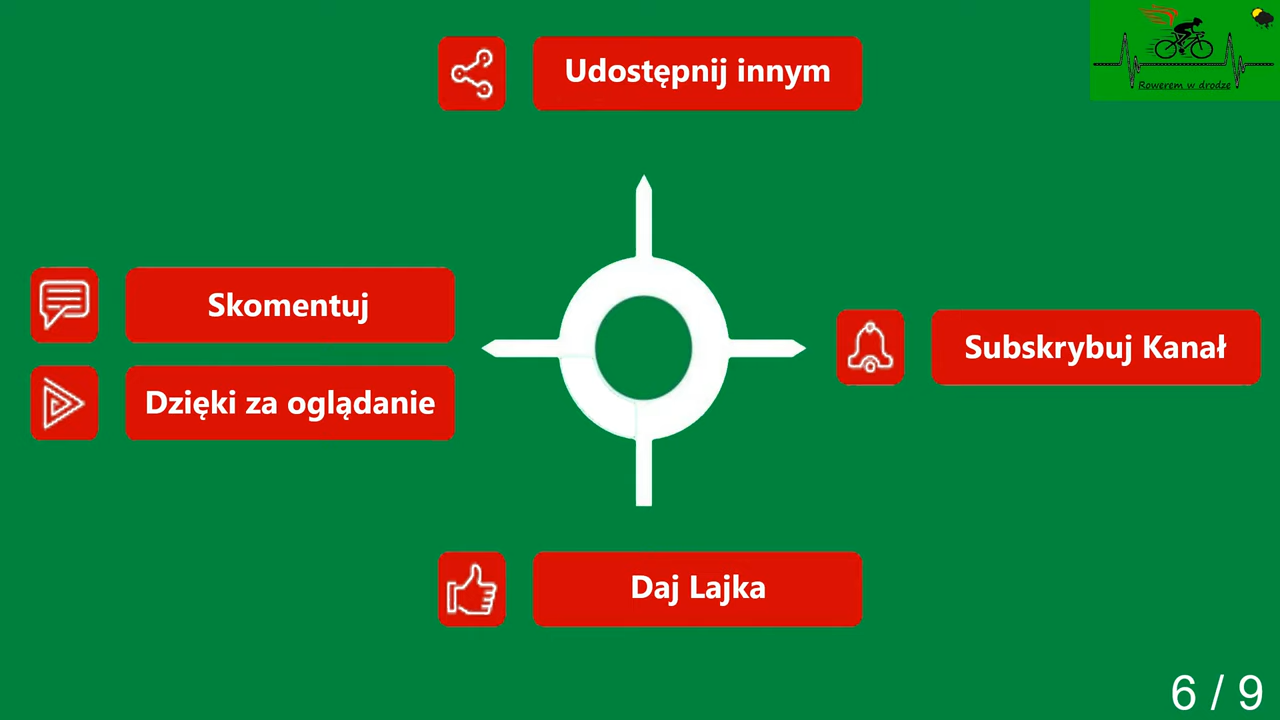 Udostępnij innym
Rowerem w drodze
Skomentuj
Dzięki za oglądanie
Subskrybuj Kanał
Daj Lajka
6 / 9